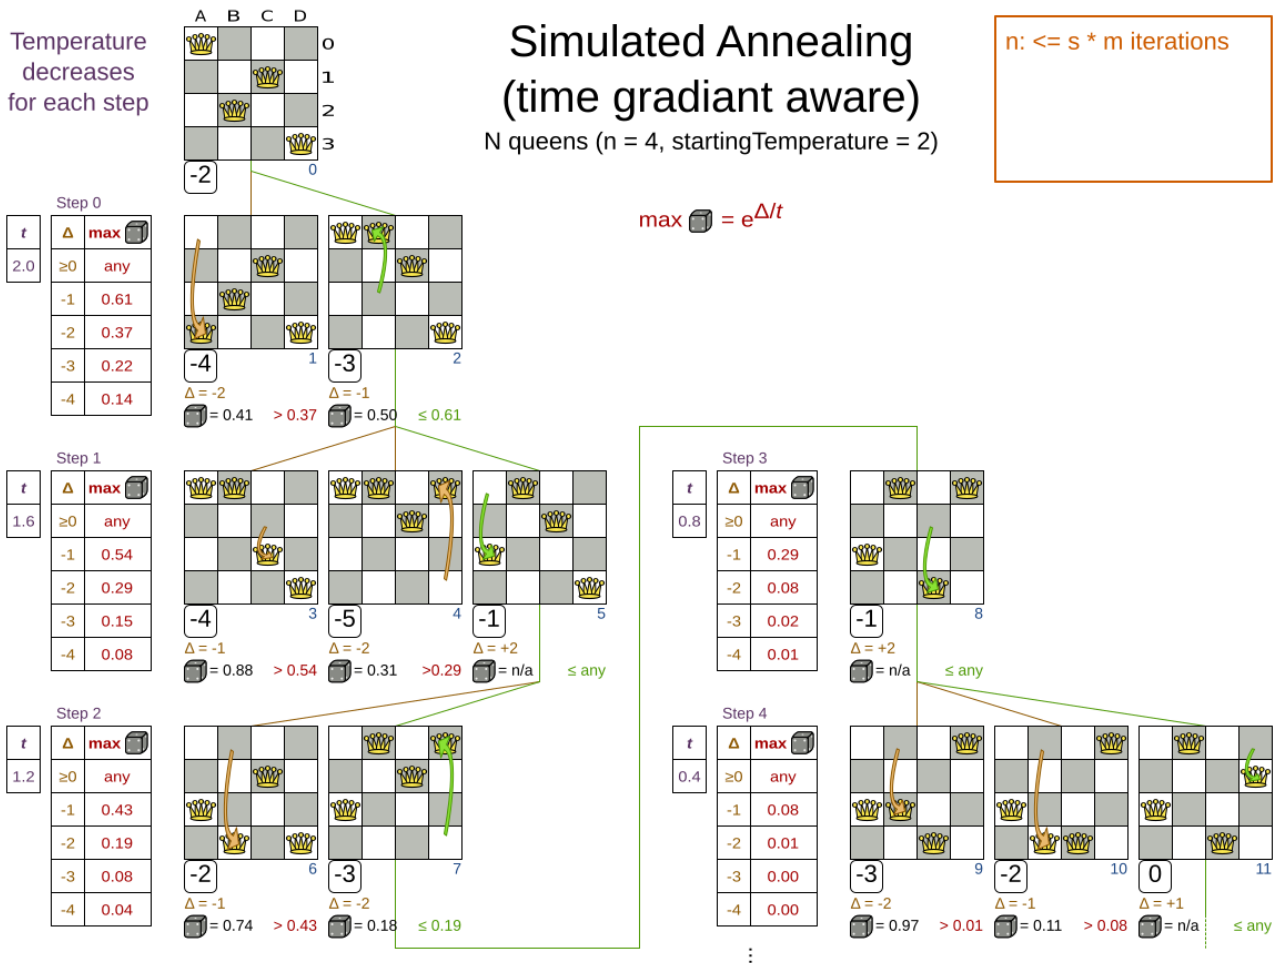 Temperature
decreases
for each step
A B C D
0
1
2
3
-2
0
Simulated Annealing
(time gradiant aware)
N queens (n = 4, startingTemperature = 2)
n: <= s * m iterations
max = e^Δ/t
Step 0
t Δ max
2.0 ≥0 any
-1 0.61
-2 0.37
-3 0.22
-4 0.14
-4 1
Δ = -2
= 0.41 > 0.37
-3 2
Δ = -1
= 0.50 ≤ 0.61
Step 1
t Δ max
1.6 ≥0 any
-1 0.54
-2 0.29
-3 0.15
-4 0.08
-4 3
Δ = -1
= 0.88 > 0.54
-5 4
Δ = -2
= 0.31 >0.29
-1 5
Δ = +2
= n/a ≤ any
Step 2
t Δ max
1.2 ≥0 any
-1 0.43
-2 0.19
-3 0.08
-4 0.04
-2 6
Δ = -1
= 0.74 > 0.43
-3 7
Δ = -2
= 0.18 ≤ 0.19
Step 3
t Δ max
0.8 ≥0 any
-1 0.29
-2 0.08
-3 0.02
-4 0.01
-1 8
Δ = +2
= n/a ≤ any
Step 4
t Δ max
0.4 ≥0 any
-1 0.08
-2 0.01
-3 0.00
-4 0.00
-3 9
Δ = -2
= 0.97 > 0.01
-2 10
Δ = -1
= 0.11 > 0.08
0 11
Δ = +1
= n/a ≤ any
⋮